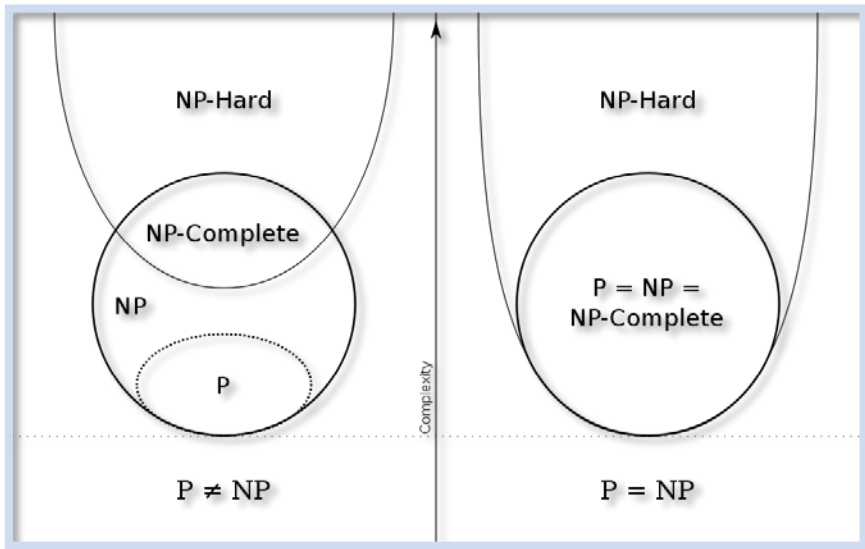 NP-Hard
NP-Complete
NP
P
P ≠ NP
Complexity
NP-Hard
P = NP =
NP-Complete
P = NP